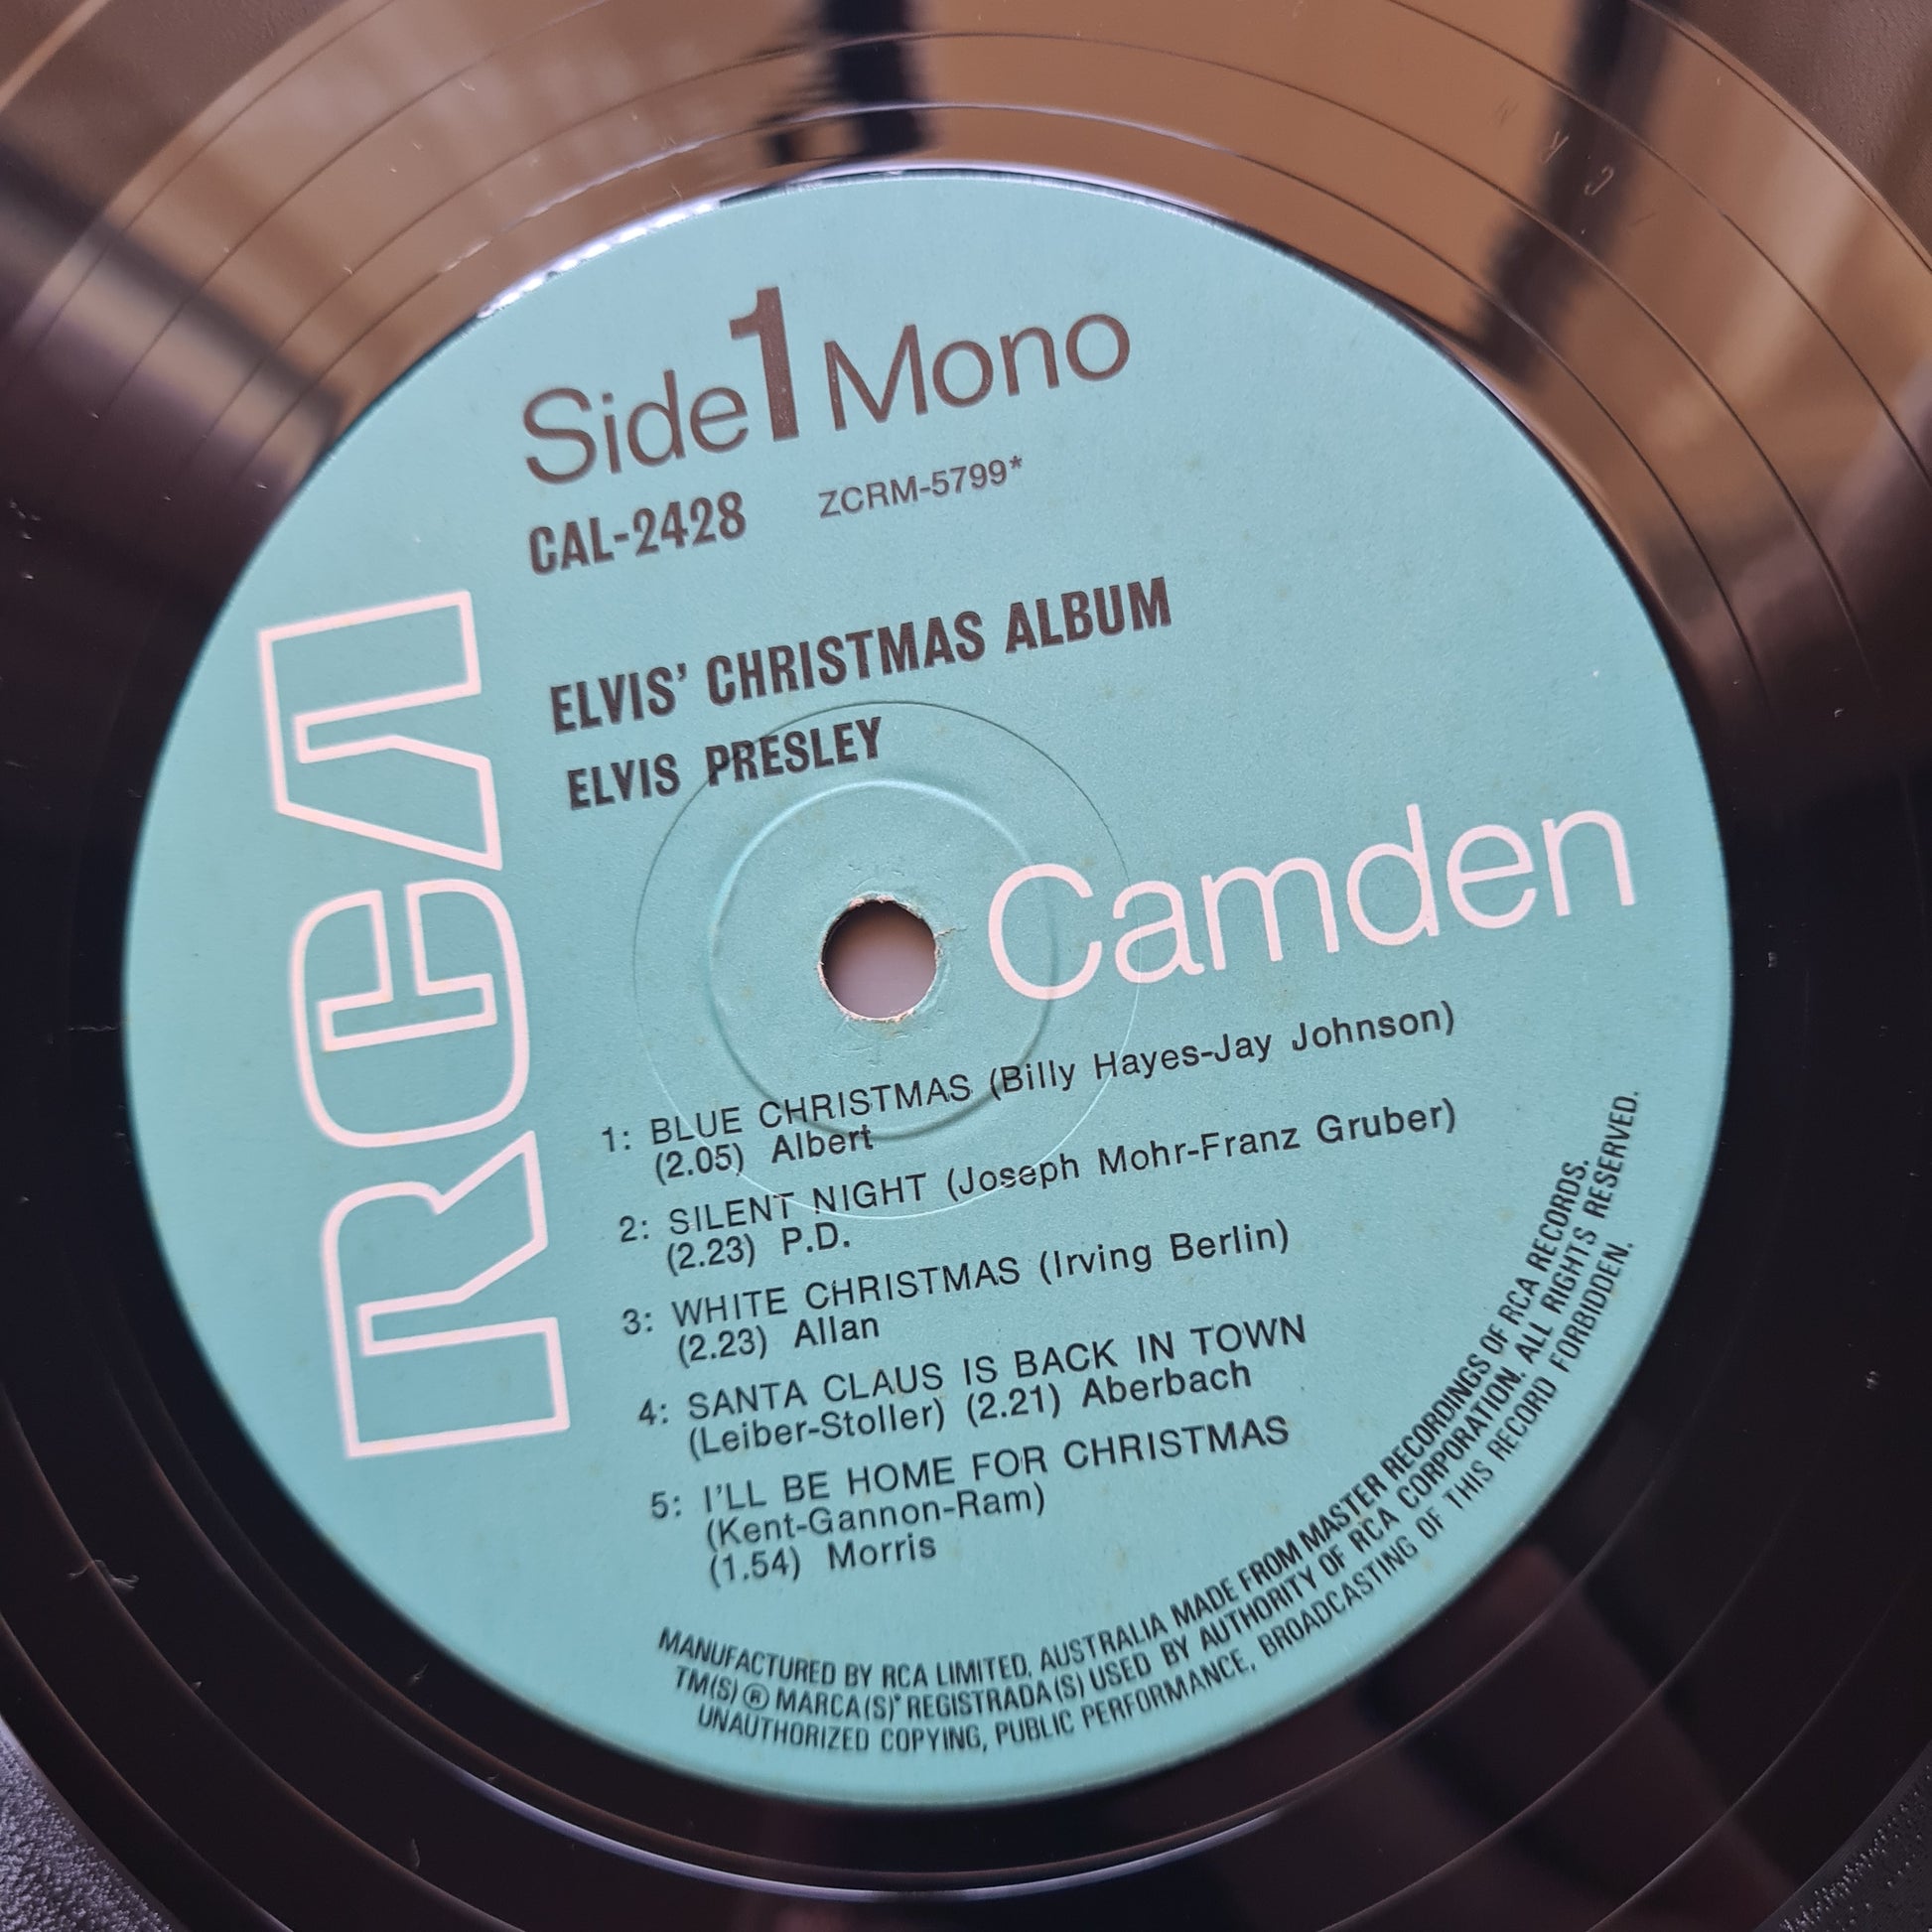 Side 1 Mono
CAL-2428 ZCRM-5799*
ELVIS' CHRISTMAS ALBUM
ELVIS PRESLEY
RCA
Camden
1: BLUE CHRISTMAS (Billy Hayes-Jay Johnson)
(2.05) Albert
2: SILENT NIGHT (Joseph Mohr-Franz Gruber)
(2.23) P.D.
3: WHITE CHRISTMAS (Irving Berlin)
(2.23) Allan
4: SANTA CLAUS IS BACK IN TOWN
(Leiber-Stoller) (2.21) Aberbach
5: I'LL BE HOME FOR CHRISTMAS
(Kent-Gannon-Ram)
(1.54) Morris
MANUFACTURED BY RCA LIMITED, AUSTRALIA MADE FROM MASTER RECORDINGS OF RCA RECORDS.
TM(S) ® MARCA(S) REGISTRADA(S) USED BY AUTHORITY OF RCA CORPORATION. ALL RIGHTS RESERVED.
UNAUTHORIZED COPYING, PUBLIC PERFORMANCE, BROADCASTING OF THIS RECORD FORBIDDEN.